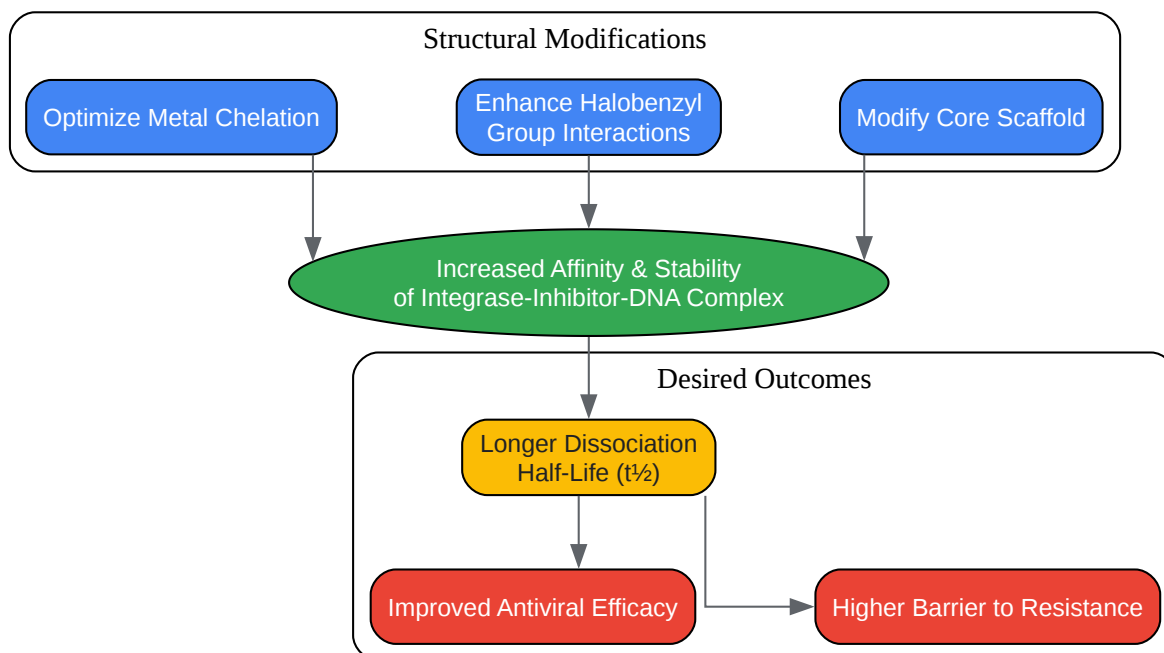 Structural Modifications
Optimize Metal Chelation
Enhance Halobenzyl
Group Interactions
Modify Core Scaffold
Increased Affinity & Stability
of Integrase-Inhibitor-DNA Complex
Desired Outcomes
Longer Dissociation
Half-Life (t½)
Improved Antiviral Efficacy
Higher Barrier to Resistance